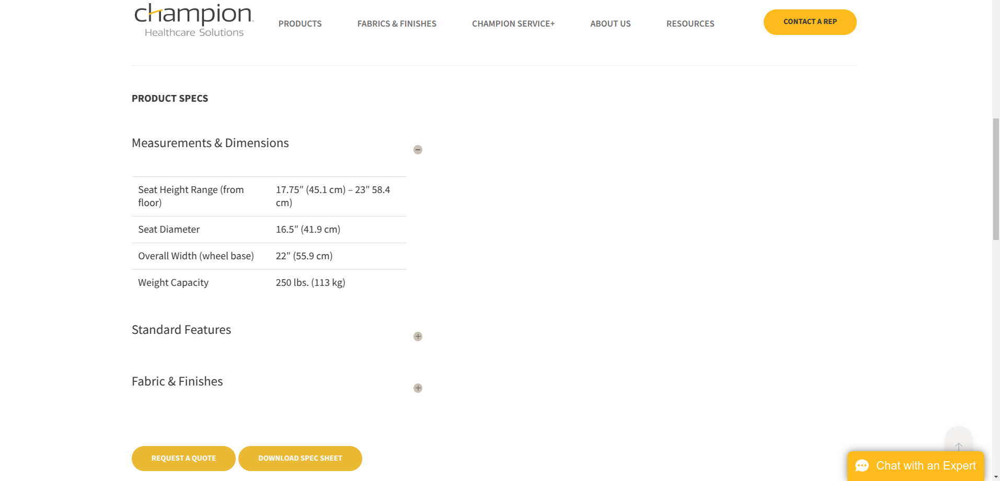 champion
Healthcare Solutions
PRODUCTS
FABRICS & FINISHES
CHAMPION SERVICE+
ABOUT US
RESOURCES
CONTACT A REP
PRODUCT SPECS
Measurements & Dimensions
Seat Height Range (from
floor)
17.75″ (45.1 cm) – 23″ 58.4
cm)
Seat Diameter
16.5″ (41.9 cm)
Overall Width (wheel base)
22″ (55.9 cm)
Weight Capacity
250 lbs. (113 kg)
Standard Features
Fabric & Finishes
REQUEST A QUOTE
DOWNLOAD SPEC SHEET
Chat with an Expert